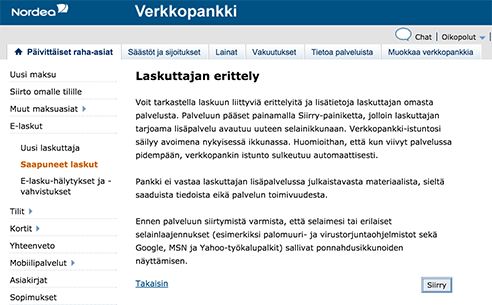 Nordea
Verkkopankki
Chat | Oikopolut
Päivittäiset raha-asiat
Säästöt ja sijoitukset
Lainat
Vakuutukset
Tietoa palveluista
Muokkaa verkkopankkia
Uusi maksu
Siirto omalle tilille
Muut maksuasiat
E-laskut
Uusi laskuttaja
Saapuneet laskut
E-lasku-hälytykset ja -
vahvistukset
Tilit
Kortit
Yhteenveto
Mobiilipalvelut
Asiakirjat
Sopimukset
Laskuttajan erittely
Voit tarkastella laskuun liittyviä erittelyitä ja lisätietoja laskuttajan omasta
palvelusta. Palveluun pääset painamalla Siirry-painiketta, jolloin laskuttajan
tarjoama lisäpalvelu avautuu uuteen selainikkunaan. Verkkopankki-istuntosi
säilyy avoimena nykyisessä ikkunassa. Huomioithan, että kun viivyt palvelussa
pidempään, verkkopankin istunto sulkeutuu automaattisesti.
Pankki ei vastaa laskuttajan lisäpalvelussa julkaistavasta materiaalista, sieltä
saaduista tiedoista eikä palvelun toimivuudesta.
Ennen palveluun siirtymistä varmista, että selaimesi tai erilaiset
selainlaajennukset (esimerkiksi palomuuri- ja virustorjuntaohjelmistot sekä
Google, MSN ja Yahoo-työkalupalkit) sallivat ponnahdusikkunoiden
näyttämisen.
Takaisin
Siirry